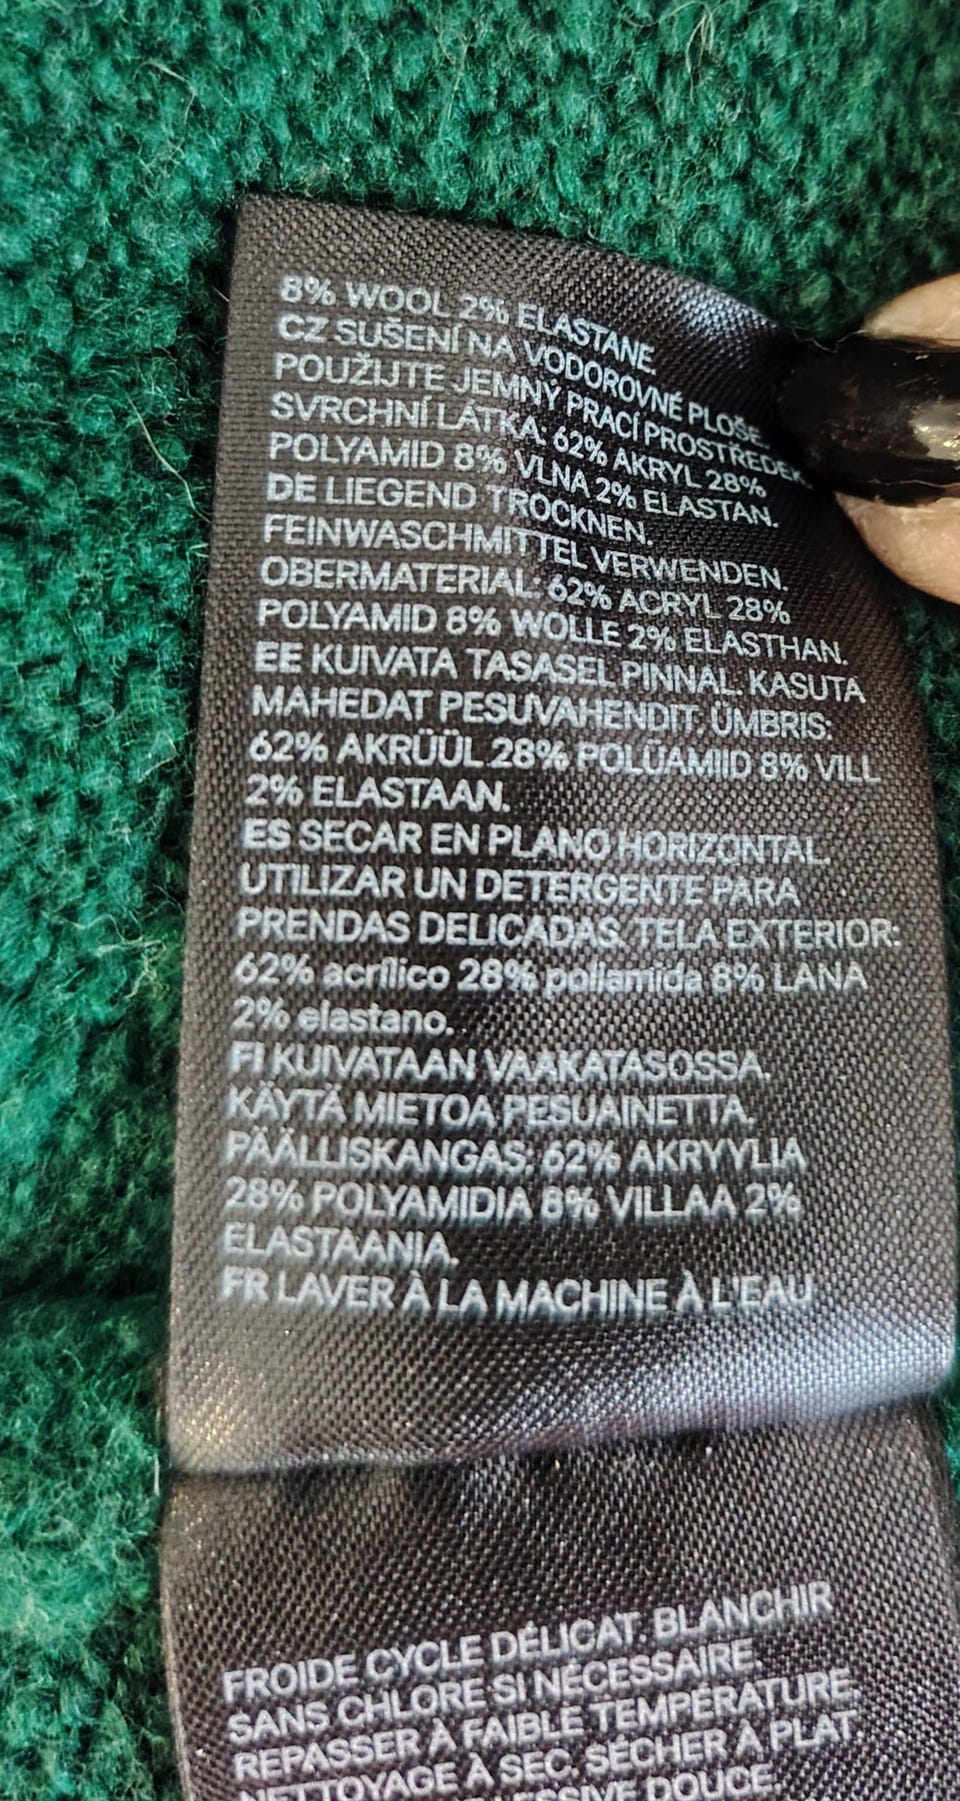 8% WOOL 2% ELASTANE.
CZ SUŠENÍ NA VODOROVNÉ PLOŠE.
POUŽIJTE JEMNÝ PRACÍ PROSTŘEDEK.
SVRCHNÍ LÁTKA: 62% AKRYL 28%
POLYAMID 8% VLNA 2% ELASTAN.
DE LIEGEND TROCKNEN.
FEINWASCHMITTEL VERWENDEN.
OBERMATERIAL: 62% ACRYL 28%
POLYAMID 8% WOLLE 2% ELASTHAN.
EE KUIVATA TASASEL PINNAL. KASUTA
MAHEDAT PESUVAHENDIT. ÜMBRIS:
62% AKRÜÜL 28% POLÜAMIID 8% VILL
2% ELASTAAN.
ES SECAR EN PLANO HORIZONTAL.
UTILIZAR UN DETERGENTE PARA
PRENDAS DELICADAS. TELA EXTERIOR:
62% acrílico 28% poliamida 8% LANA
2% elastano.
FI KUIVATAAN VAAKATASOSSA.
KÄYTÄ MIETOA PESUAINETTA.
PÄÄLLISKANGAS: 62% AKRYYLIA
28% POLYAMIDIA 8% VILLAA 2%
ELASTAANIA.
FR LAVER À LA MACHINE À L'EAU
FROIDE CYCLE DÉLICAT. BLANCHIR
SANS CHLORE SI NÉCESSAIRE.
REPASSER À FAIBLE TEMPÉRATURE.
NETTOYAGE À SEC. SÉCHER À PLAT.
DOUCE.